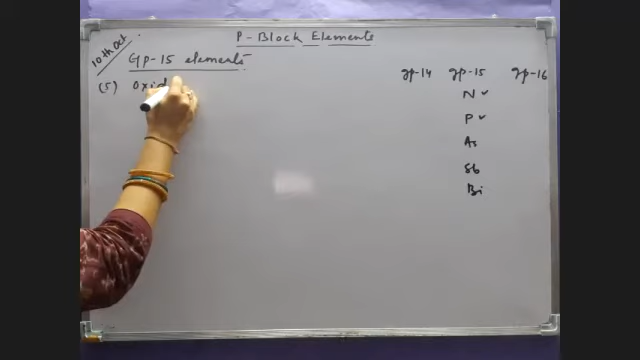 10th Oct.
P-Block Elements
Gp-15 elements
gp-14 gp-15 gp-16
(5) Oxid
N ✓
P ✓
As
Sb
Bi